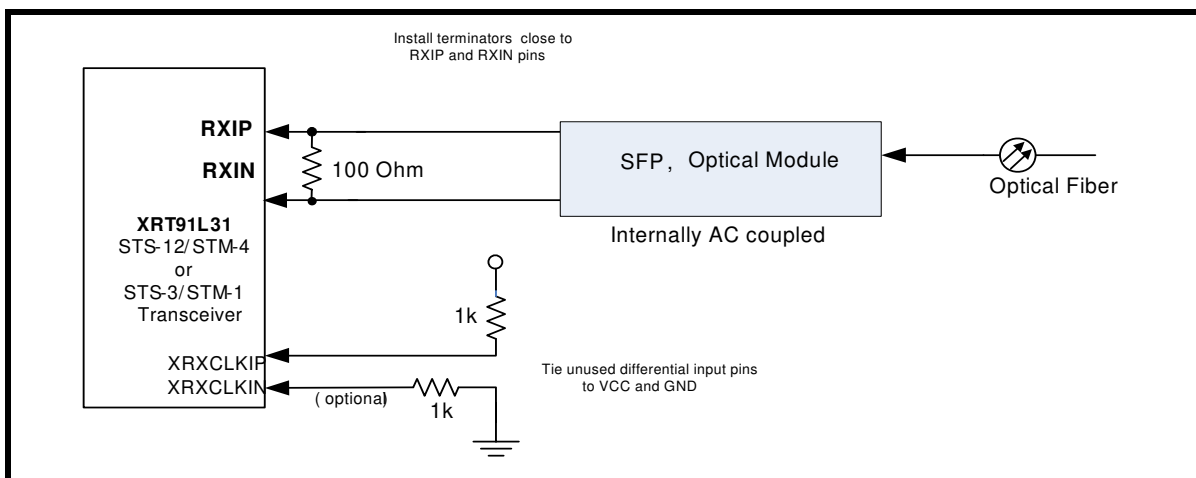 Install terminators close to
RXIP and RXIN pins
RXIP
RXIN
100 Ohm
SFP, Optical Module
Optical Fiber
Internally AC coupled
XRT91L31
STS-12/STM-4
or
STS-3/STM-1
Transceiver
1k
XRXCLKIP
XRXCLKIN
(optional)
1k
Tie unused differential input pins
to VCC and GND